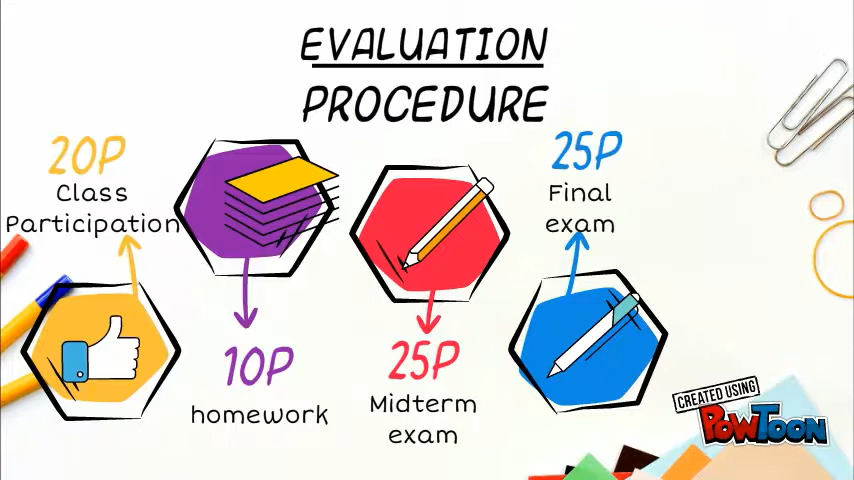 EVALUATION
PROCEDURE
20P
Class
Participation
10P
homework
25P
Midterm
exam
25P
Final
exam
CREATED USING
POWTOON